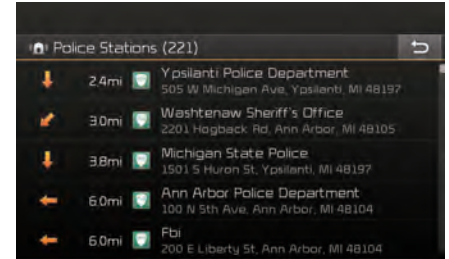 Police Stations (221)
2.4mi Ypsilanti Police Department
505 W Michigan Ave, Ypsilanti, MI 48197
3.0mi Washtenaw Sheriff's Office
2201 Hogback Rd, Ann Arbor, MI 48105
3.8mi Michigan State Police
1501 S Huron St, Ypsilanti, MI 48197
6.0mi Ann Arbor Police Department
100 N 5th Ave, Ann Arbor, MI 48104
6.0mi Fbi
200 E Liberty St, Ann Arbor, MI 48104